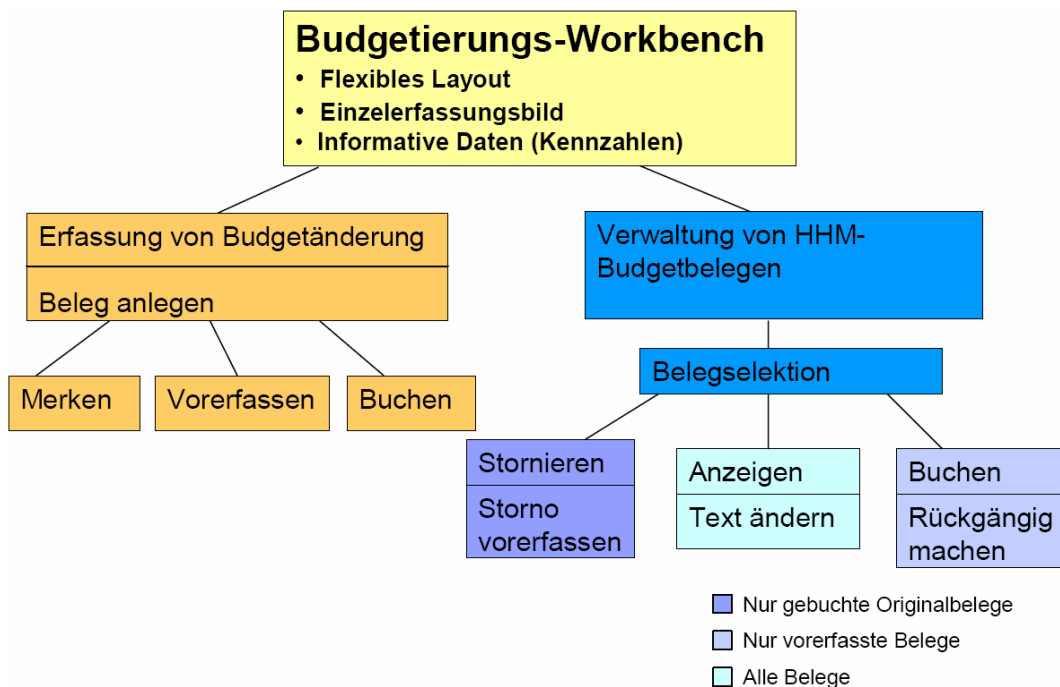 Budgetierungs-Workbench
• Flexibles Layout
• Einzelerfassungsbild
• Informative Daten (Kennzahlen)
Erfassung von Budgetänderung
Beleg anlegen
Verwaltung von HHM-
Budgetbelegen
Merken
Vorerfassen
Buchen
Belegselektion
Stornieren
Storno
vorerfassen
Anzeigen
Text ändern
Buchen
Rückgängig
machen
Nur gebuchte Originalbelege
Nur vorerfasste Belege
Alle Belege